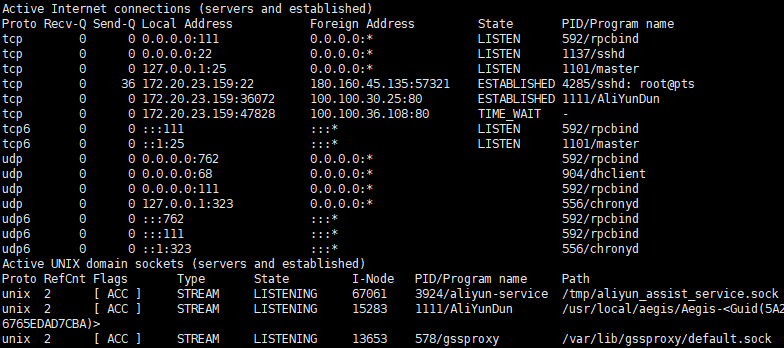 Active Internet connections (servers and established)
Proto Recv-Q Send-Q Local Address           Foreign Address         State       PID/Program name
tcp        0      0 0.0.0.0:111             0.0.0.0:*               LISTEN      592/rpcbind
tcp        0      0 0.0.0.0:22              0.0.0.0:*               LISTEN      1137/sshd
tcp        0      0 127.0.0.1:25            0.0.0.0:*               LISTEN      1101/master
tcp        0     36 172.20.23.159:22        180.160.45.135:57321    ESTABLISHED 4285/sshd: root@pts
tcp        0      0 172.20.23.159:36072     100.100.30.25:80        ESTABLISHED 1111/AliYunDun
tcp        0      0 172.20.23.159:47828     100.100.36.108:80       TIME_WAIT   -
tcp6       0      0 :::111                  :::*                    LISTEN      592/rpcbind
tcp6       0      0 ::1:25                  :::*                    LISTEN      1101/master
udp        0      0 0.0.0.0:762             0.0.0.0:*                           592/rpcbind
udp        0      0 0.0.0.0:68              0.0.0.0:*                           904/dhclient
udp        0      0 0.0.0.0:111             0.0.0.0:*                           592/rpcbind
udp        0      0 127.0.0.1:323           0.0.0.0:*                           556/chronyd
udp6       0      0 :::762                  :::*                                592/rpcbind
udp6       0      0 :::111                  :::*                                592/rpcbind
udp6       0      0 ::1:323                 :::*                                556/chronyd
Active UNIX domain sockets (servers and established)
Proto RefCnt Flags       Type       State         I-Node   PID/Program name     Path
unix  2      [ ACC ]     STREAM     LISTENING     67061    3924/aliyun-service  /tmp/aliyun_assist_service.sock
unix  2      [ ACC ]     STREAM     LISTENING     15283    1111/AliYunDun       /usr/local/aegis/Aegis-<Guid(5A2
6765EDAD7CBA)>
unix  2      [ ACC ]     STREAM     LISTENING     13653    578/gssproxy         /var/lib/gssproxy/default.sock